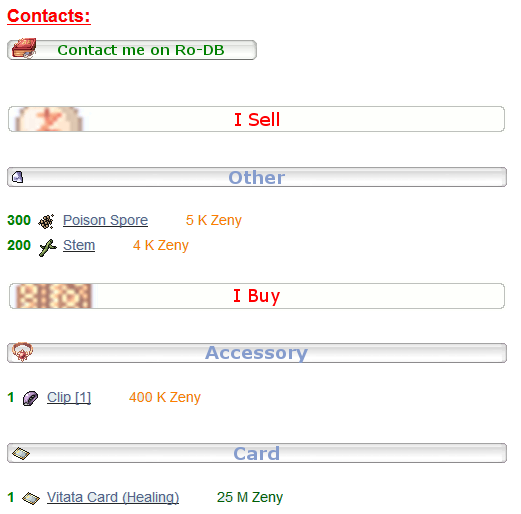 Contacts:
Contact me on Ro-DB
I Sell
Other
300 Poison Spore 5 K Zeny
200 Stem 4 K Zeny
I Buy
Accessory
1 Clip [1] 400 K Zeny
Card
1 Vitata Card (Healing) 25 M Zeny